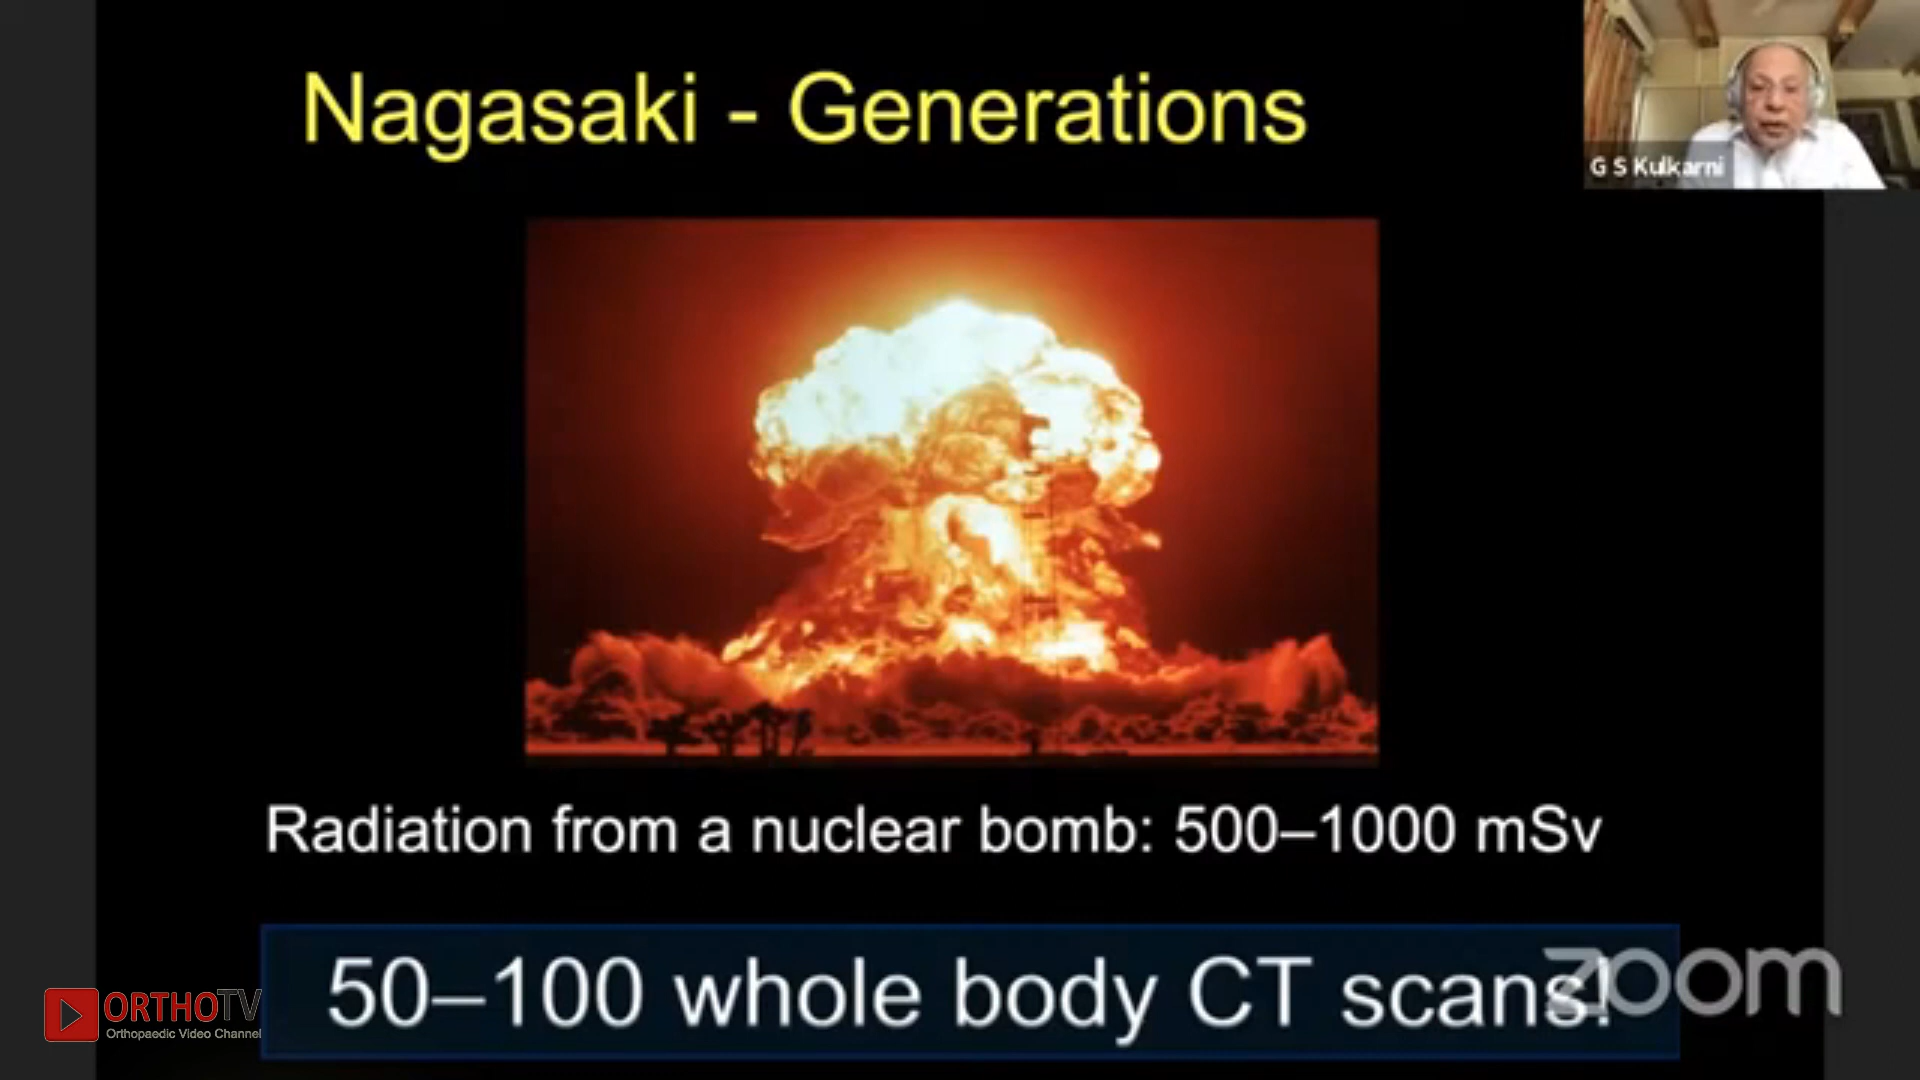 Nagasaki - Generations
G S Kulkarni
Radiation from a nuclear bomb: 500–1000 mSv
50–100 whole body CT scans!
zoom
ORTHOTV
Orthopaedic Video Channel